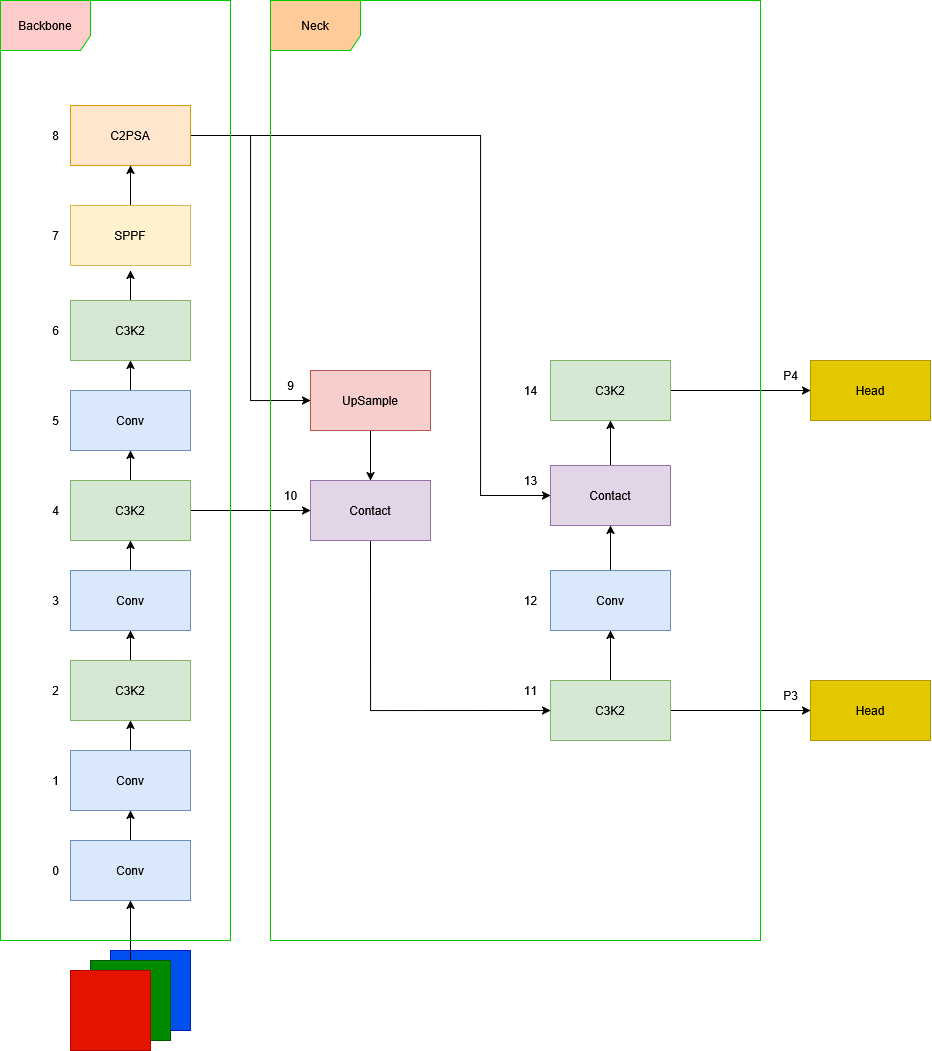 Backbone
Neck
8
C2PSA
7
SPPF
6
C3K2
5
Conv
4
C3K2
3
Conv
2
C3K2
1
Conv
0
Conv
9
UpSample
10
Contact
14
C3K2
13
Contact
12
Conv
11
C3K2
P4
Head
P3
Head